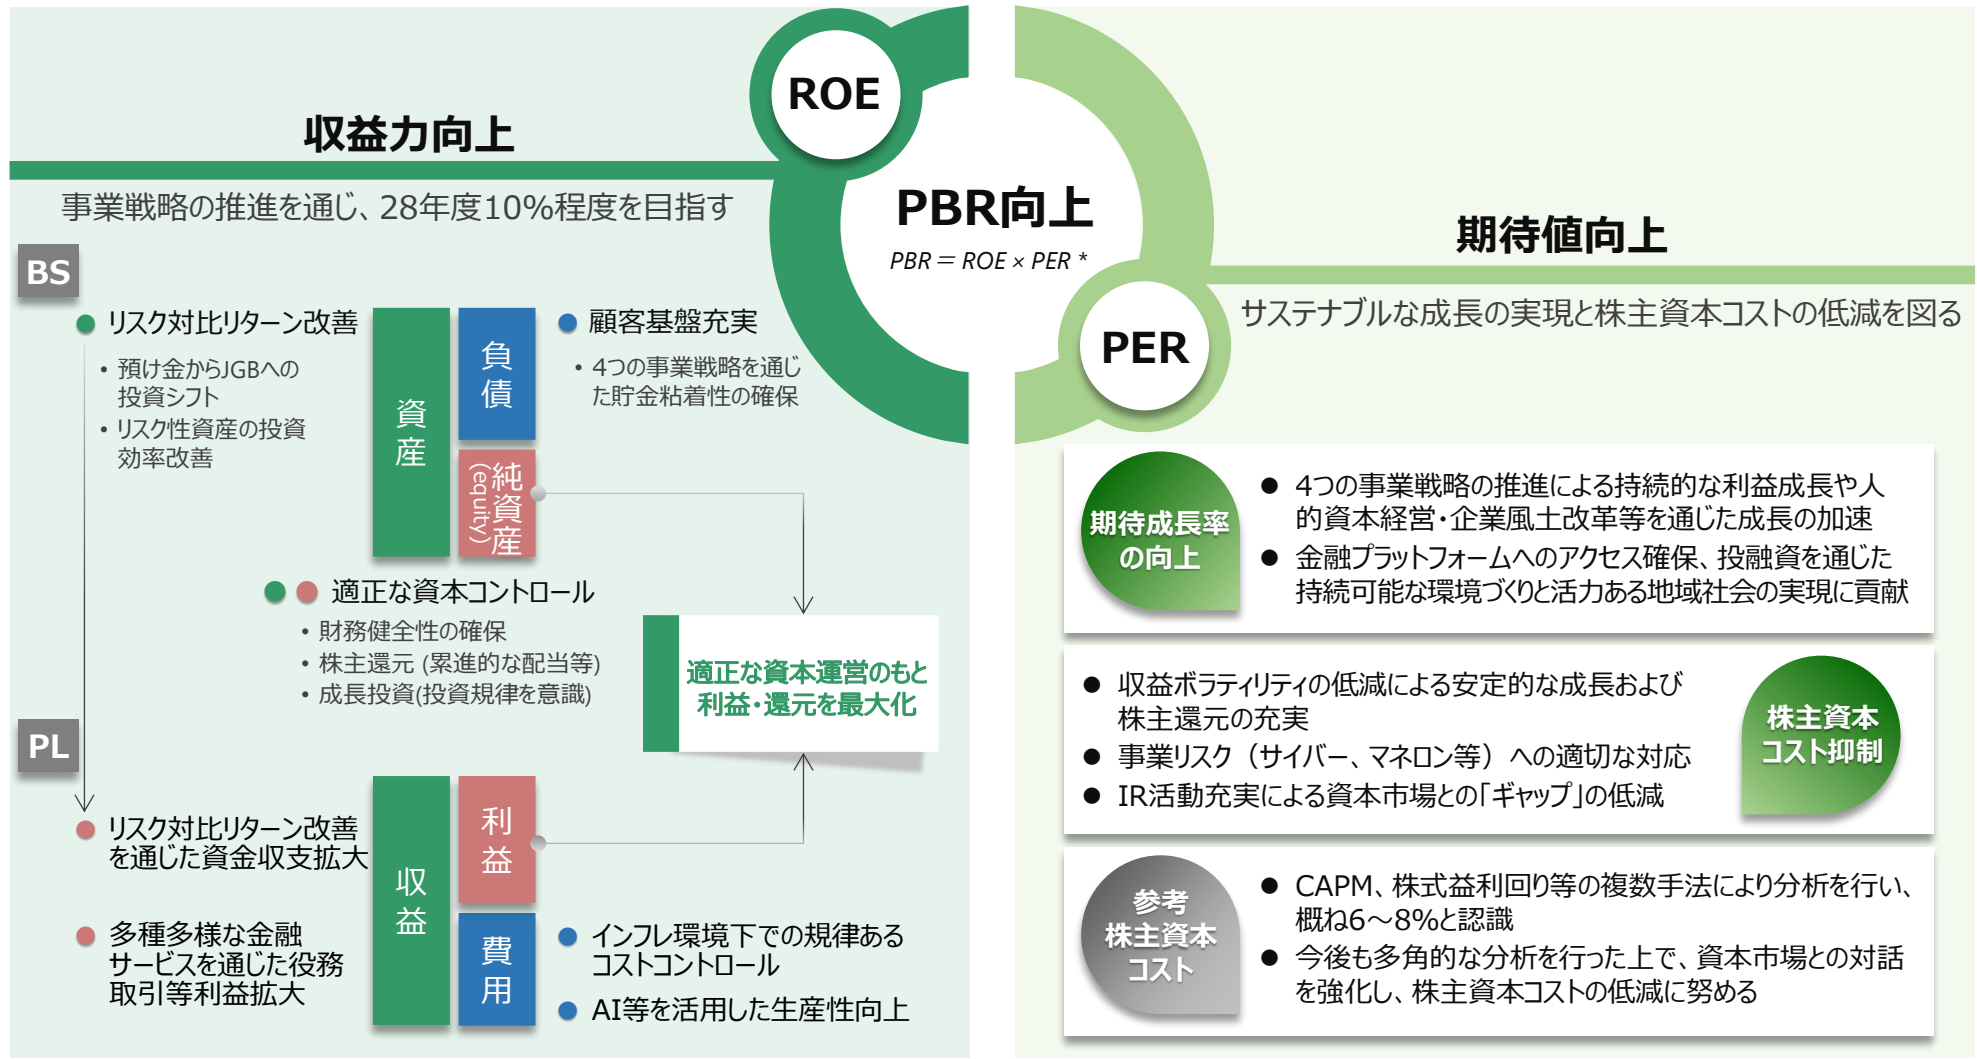 ROE
収益力向上
事業戦略の推進を通じ、28年度10%程度を目指す
PBR向上
PBR＝ROE × PER *
PER
期待値向上
サステナブルな成長の実現と株主資本コストの低減を図る
BS
リスク対比リターン改善
• 預け金からJGBへの
投資シフト
• リスク性資産の投資
効率改善
資産
負債
純資産
(equity)
顧客基盤充実
• 4つの事業戦略を通じ
た貯金粘着性の確保
適正な資本コントロール
• 財務健全性の確保
• 株主還元 (累進的な配当等)
• 成長投資(投資規律を意識)
適正な資本運営のもと
利益・還元を最大化
PL
リスク対比リターン改善
を通じた資金収支拡大
多種多様な金融
サービスを通じた役務
取引等利益拡大
収益
利益
費用
インフレ環境下での規律ある
コストコントロール
AI等を活用した生産性向上
期待成長率
の向上
● 4つの事業戦略の推進による持続的な利益成長や人
的資本経営・企業風土改革等を通じた成長の加速
● 金融プラットフォームへのアクセス確保、投融資を通じた
持続可能な環境づくりと活力ある地域社会の実現に貢献
● 収益ボラティリティの低減による安定的な成長および
株主還元の充実
● 事業リスク（サイバー、マネロン等）への適切な対応
● IR活動充実による資本市場との「ギャップ」の低減
株主資本
コスト抑制
参考
株主資本
コスト
● CAPM、株式益利回り等の複数手法により分析を行い、
概ね6～8%と認識
● 今後も多角的な分析を行った上で、資本市場との対話
を強化し、株主資本コストの低減に努める